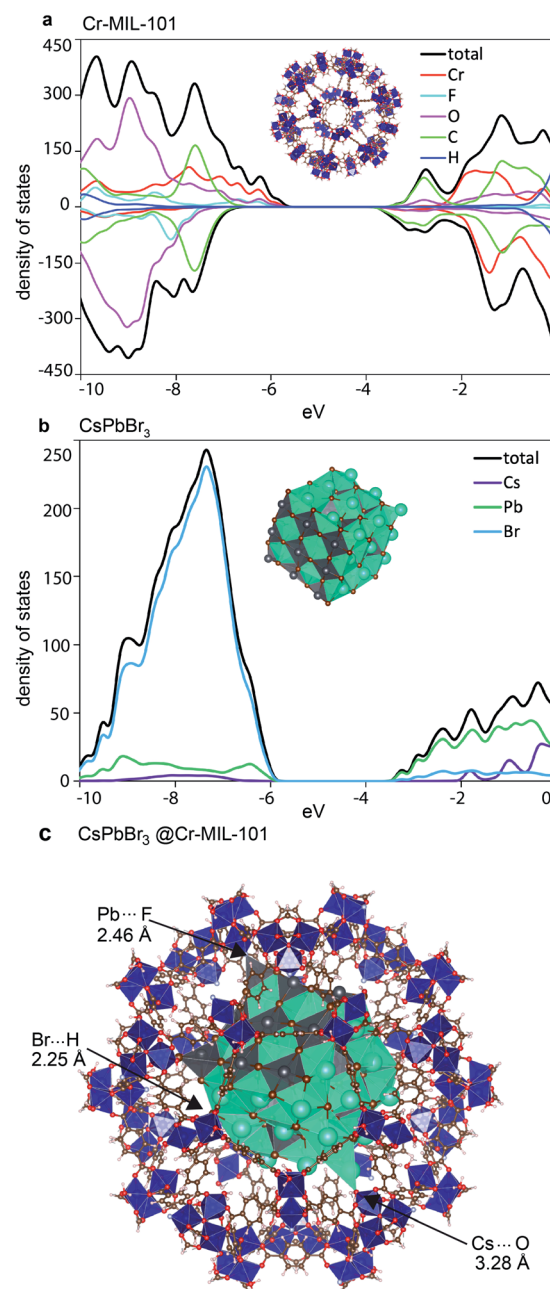 a Cr-MIL-101
450
300
150
0
-150
-300
-450
density of states
total
Cr
F
O
C
H
-10 -8 -6 -4 -2 0
eV
b CsPbBr₃
250
200
150
100
50
0
density of states
total
Cs
Pb
Br
-10 -8 -6 -4 -2 0
eV
c CsPbBr₃ @Cr-MIL-101
Pb··· F
2.46 Å
Br···H
2.25 Å
Cs··· O
3.28 Å